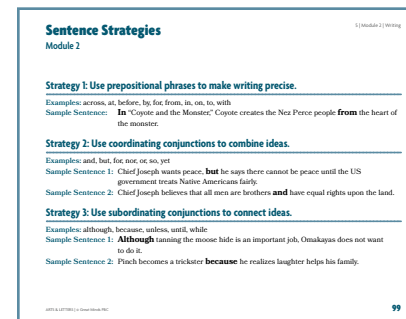 Sentence Strategies
5 | Module 2 | Writing
Module 2
Strategy 1: Use prepositional phrases to make writing precise.
Examples: across, at, before, by, for, from, in, on, to, with
Sample Sentence: In “Coyote and the Monster,” Coyote creates the Nez Perce people from the heart of
the monster.
Strategy 2: Use coordinating conjunctions to combine ideas.
Examples: and, but, for, nor, or, so, yet
Sample Sentence 1: Chief Joseph wants peace, but he says there cannot be peace until the US
government treats Native Americans fairly.
Sample Sentence 2: Chief Joseph believes that all men are brothers and have equal rights upon the land.
Strategy 3: Use subordinating conjunctions to connect ideas.
Examples: although, because, unless, until, while
Sample Sentence 1: Although tanning the moose hide is an important job, Omakayas does not want
to do it.
Sample Sentence 2: Pinch becomes a trickster because he realizes laughter helps his family.
ARTS & LETTERS | © Great Minds PBC
99